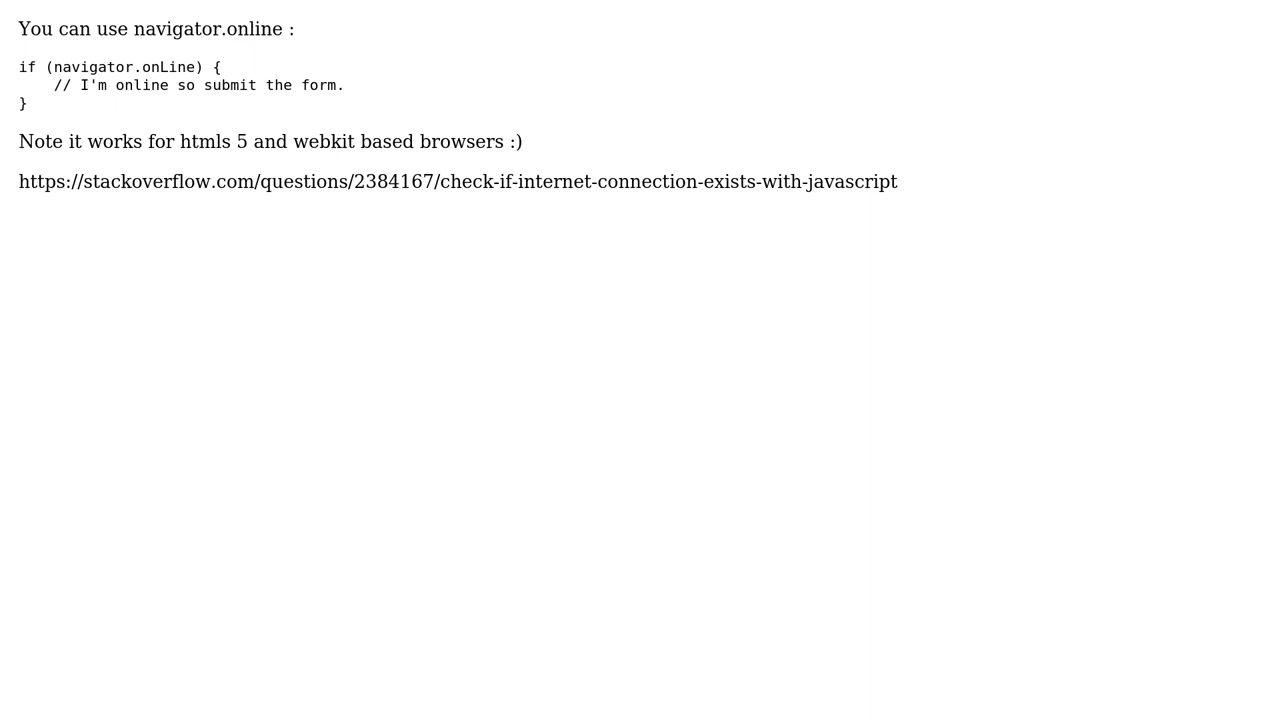 You can use navigator.online :
if (navigator.onLine) {
    // I'm online so submit the form.
}
Note it works for htmls 5 and webkit based browsers :)
https://stackoverflow.com/questions/2384167/check-if-internet-connection-exists-with-javascript